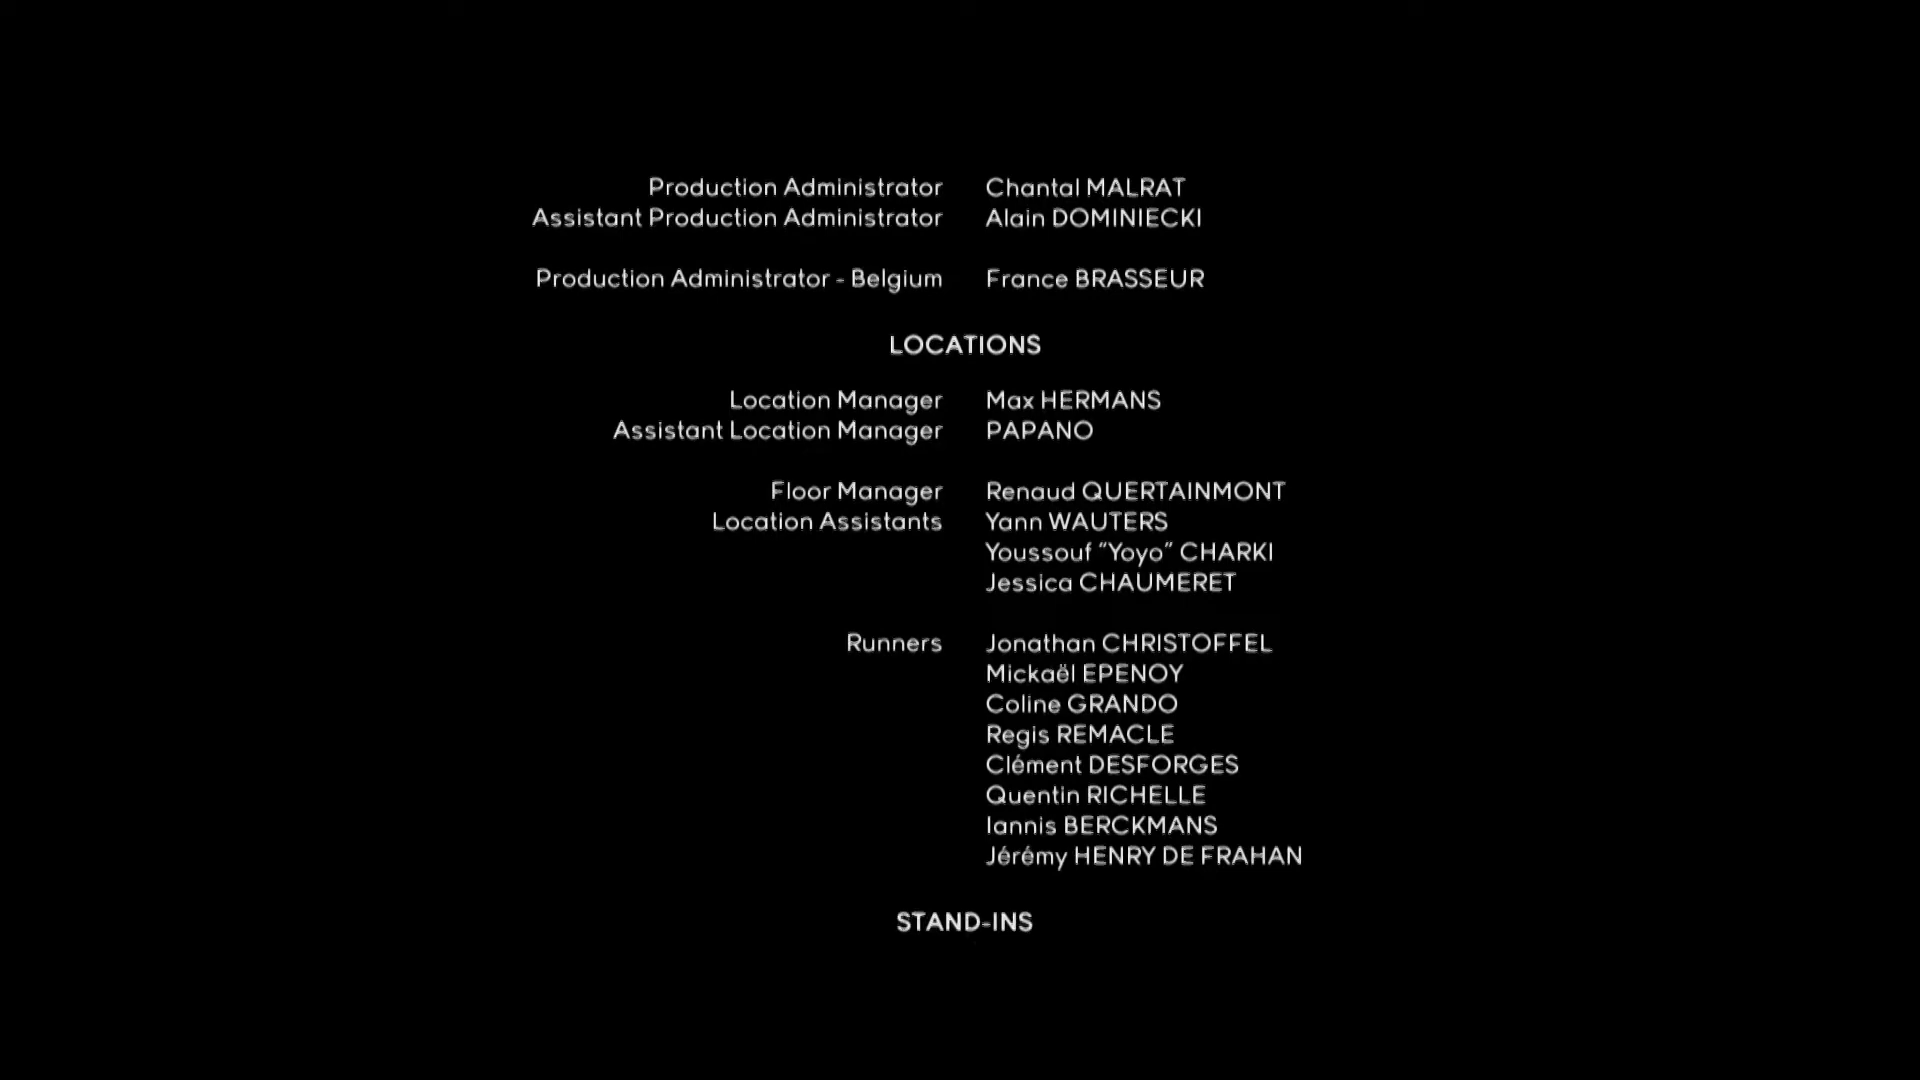 Production Administrator Chantal MALRAT
Assistant Production Administrator Alain DOMINIECKI
Production Administrator - Belgium France BRASSEUR
LOCATIONS
Location Manager Max HERMANS
Assistant Location Manager PAPANO
Floor Manager Renaud QUERTAINMONT
Location Assistants Yann WAUTERS
Youssouf “Yoyo” CHARKI
Jessica CHAUMERET
Runners Jonathan CHRISTOFFEL
Mickaël EPENOY
Coline GRANDO
Regis REMACLE
Clément DESFORGES
Quentin RICHELLE
Iannis BERCKMANS
Jérémy HENRY DE FRAHAN
STAND-INS